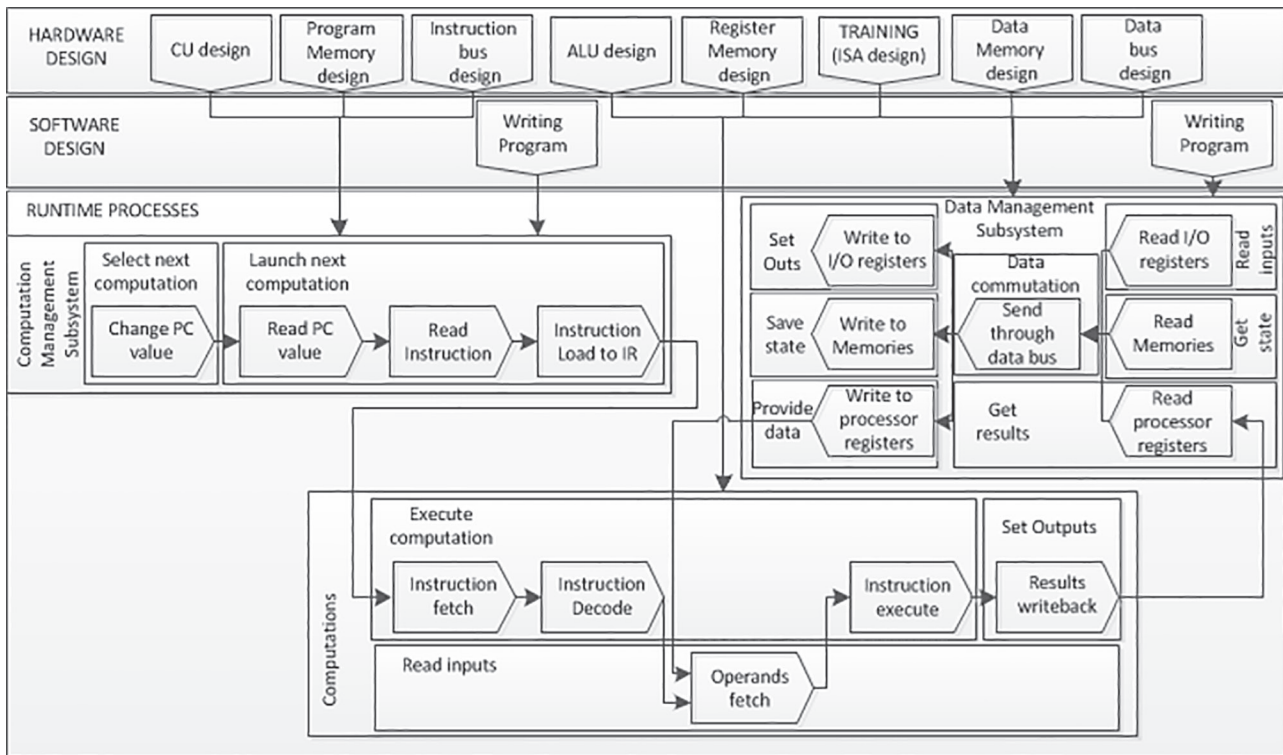 HARDWARE
DESIGN
CU design
Program
Memory
design
Instruction
bus
design
ALU design
Register
Memory
design
TRAINING
(ISA design)
Data
Memory
design
Data
bus
design
SOFTWARE
DESIGN
Writing
Program
Writing
Program
RUNTIME PROCESSES
Computation
Management
Subsystem
Select next
computation
Change PC
value
Launch next
computation
Read PC
value
Read
Instruction
Instruction
Load to IR
Data Management
Subsystem
Set
Outs
Write to
I/O registers
Read I/O
registers
Read
inputs
Data
commutation
Save
state
Write to
Memories
Send
through
data bus
Read
Memories
Get
state
Provide
data
Write to
processor
registers
Get
results
Read
processor
registers
Computations
Execute
computation
Instruction
fetch
Instruction
Decode
Instruction
execute
Set Outputs
Results
writeback
Read inputs
Operands
fetch